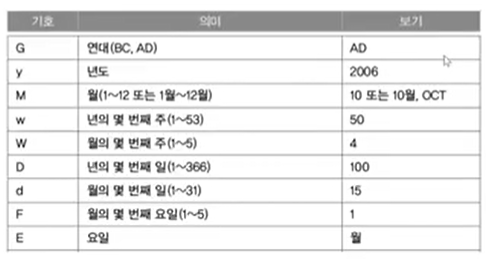 기호 의미 보기
G 연대(BC, AD) AD
y 년도 2006
M 월(1~12 또는 1월~12월) 10 또는 10월, OCT
w 년의 몇 번째 주(1~53) 50
W 월의 몇 번째 주(1~5) 4
D 년의 몇 번째 일(1~366) 100
d 월의 몇 번째 일(1~31) 15
F 월의 몇 번째 요일(1~5) 1
E 요일 월